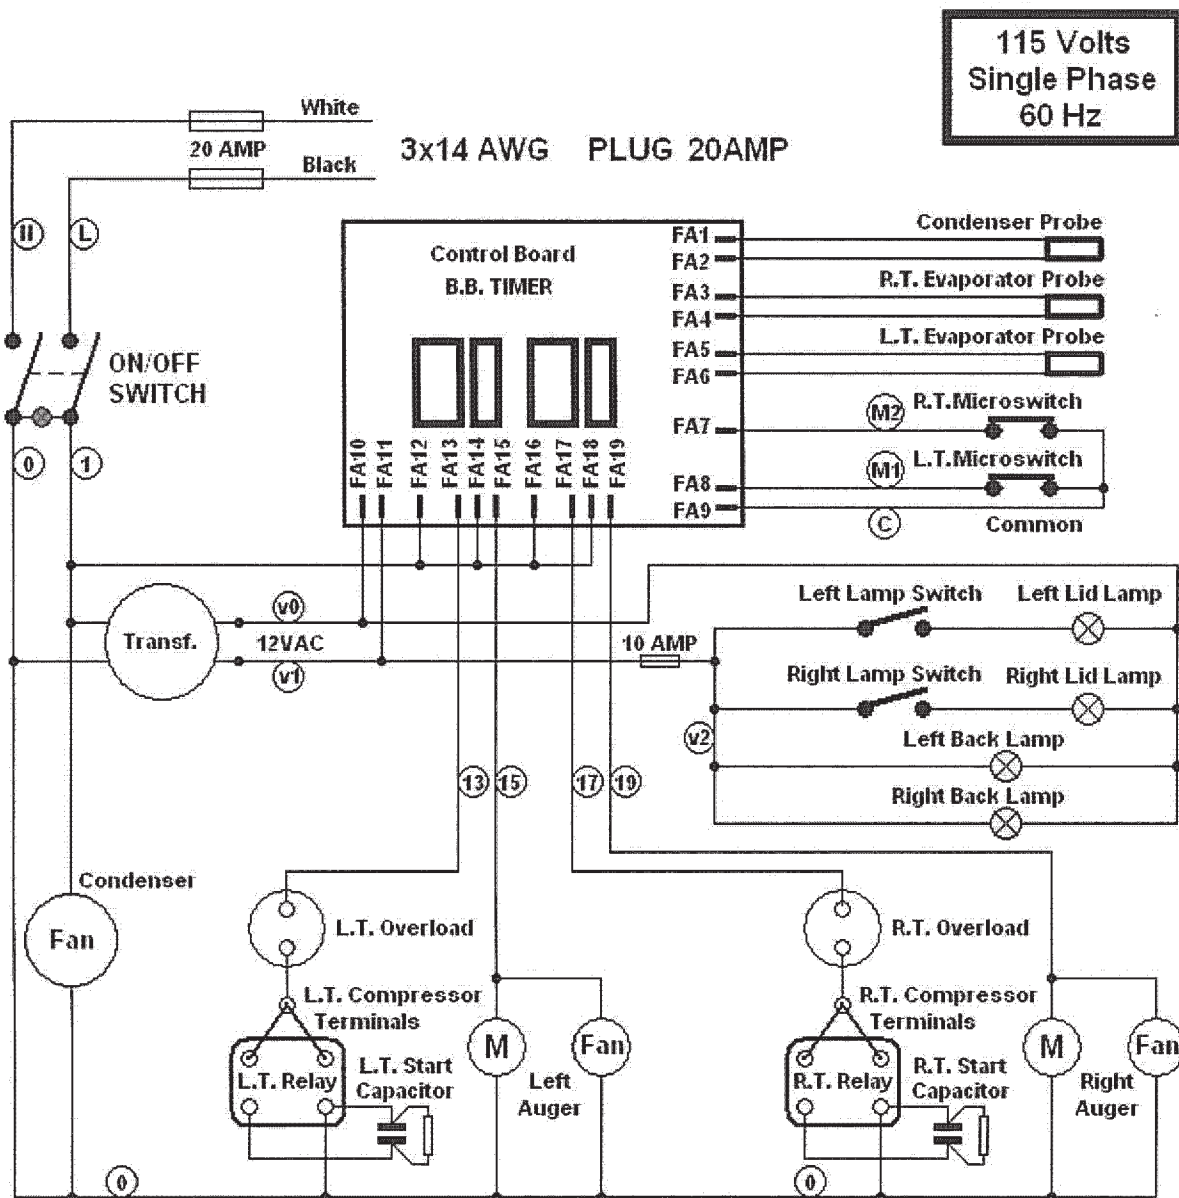 115 Volts
Single Phase
60 Hz
White
20 AMP
Black
3x14 AWG PLUG 20AMP
II
L
ON/OFF
SWITCH
0
1
Control Board
B.B. TIMER
FA1
FA2
FA3
FA4
FA5
FA6
FA7
FA8
FA9
FA10
FA11
FA12
FA13
FA14
FA15
FA16
FA17
FA18
FA19
Condenser Probe
R.T. Evaporator Probe
L.T. Evaporator Probe
M2
R.T.Microswitch
M1
L.T.Microswitch
C
Common
Transf.
v0
12VAC
v1
10 AMP
v2
Left Lamp Switch
Left Lid Lamp
Right Lamp Switch
Right Lid Lamp
Left Back Lamp
Right Back Lamp
13
15
17
19
Condenser
Fan
L.T. Overload
L.T. Compressor
Terminals
L.T. Relay
L.T. Start
Capacitor
M
Fan
Left
Auger
R.T. Overload
R.T. Compressor
Terminals
R.T. Relay
R.T. Start
Capacitor
M
Fan
Right
Auger
0
0